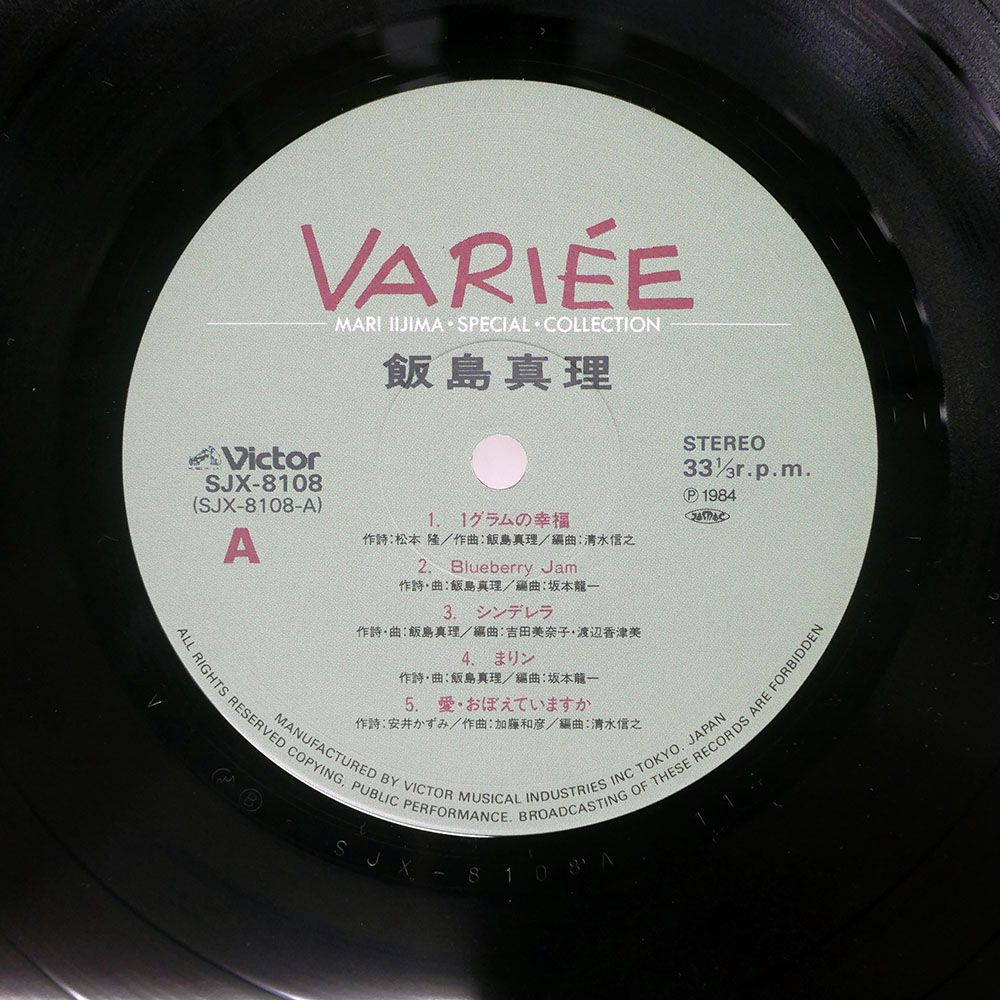 VARIÉE
MARI IIJIMA・SPECIAL・COLLECTION
飯島真理
Victor
SJX-8108
(SJX-8108-A)
A
STEREO
33⅓r.p.m.
Ⓟ1984
JASRAC
1. 1グラムの幸福
作詩:松本 隆/作曲:飯島真理/編曲:清水信之
2. Blueberry Jam
作詩・曲:飯島真理/編曲:坂本龍一
3. シンデレラ
作詩・曲:飯島真理/編曲:吉田美奈子・渡辺香津美
4. まりン
作詩・曲:飯島真理/編曲:坂本龍一
5. 愛・おぼえていますか
作詩:安井かずみ/作曲:加藤和彦/編曲:清水信之
MANUFACTURED BY VICTOR MUSICAL INDUSTRIES INC TOKYO. JAPAN
ALL RIGHTS RESERVED COPYING. PUBLIC PERFORMANCE. BROADCASTING OF THESE RECORDS ARE FORBIDDEN
SJX-8108 A